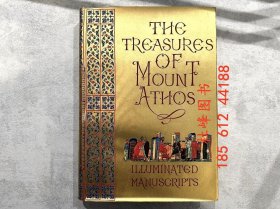 THE
TREASURES
OF
MOUNT
ATHOS
ILLUMINATED
MANUSCRIPTS
185 612 44188